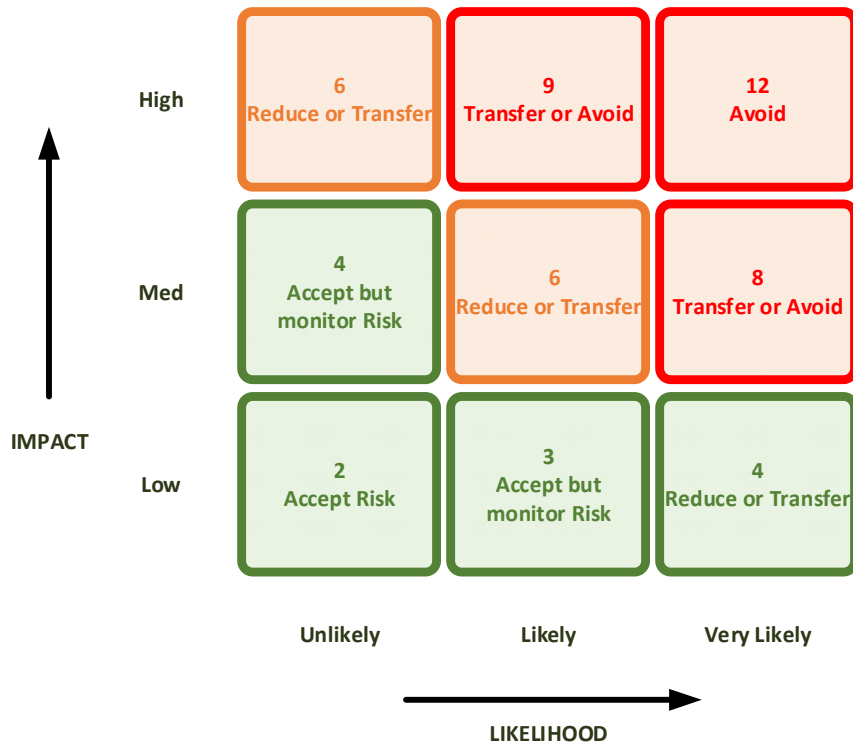 High
6
Reduce or Transfer
9
Transfer or Avoid
12
Avoid
Med
4
Accept but
monitor Risk
6
Reduce or Transfer
8
Transfer or Avoid
IMPACT
Low
2
Accept Risk
3
Accept but
monitor Risk
4
Reduce or Transfer
Unlikely
Likely
Very Likely
LIKELIHOOD